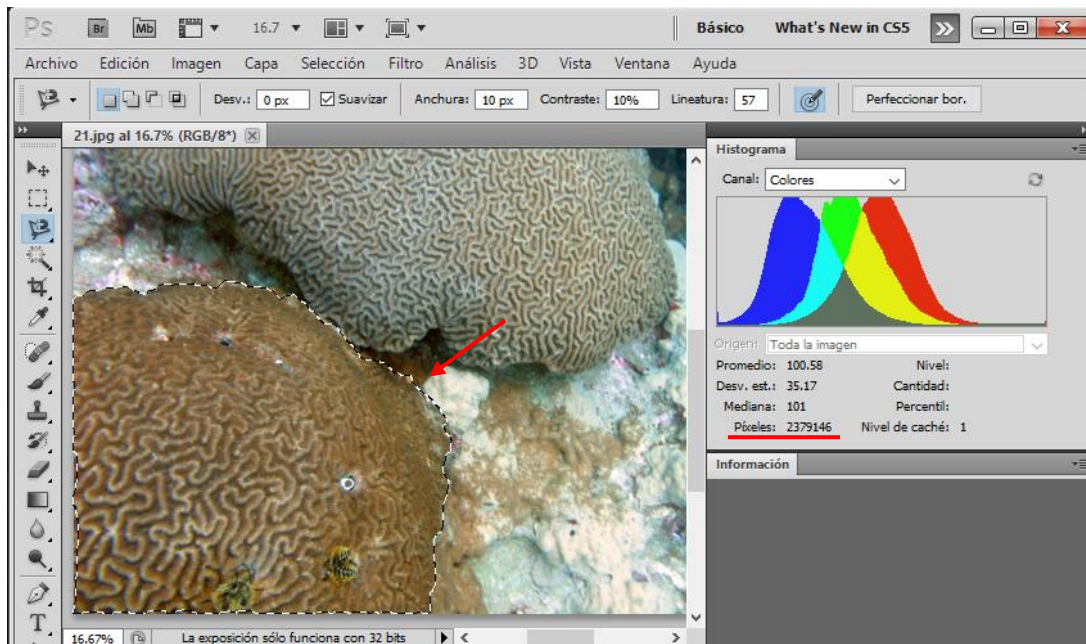 Ps Br Mb 16.7 Básico What's New in CS5
Archivo Edición Imagen Capa Selección Filtro Análisis 3D Vista Ventana Ayuda
Desv.: 0 px Suavizar Anchura: 10 px Contraste: 10% Lineatura: 57 Perfeccionar bor.
21.jpg al 16.7% (RGB/8*)
Histograma
Canal: Colores
Origen: Toda la imagen
Promedio: 100.58 Nivel:
Desv. est.: 35.17 Cantidad:
Mediana: 101 Percentil:
Píxeles: 2379146 Nivel de caché: 1
Información
T
16.67% La exposición sólo funciona con 32 bits